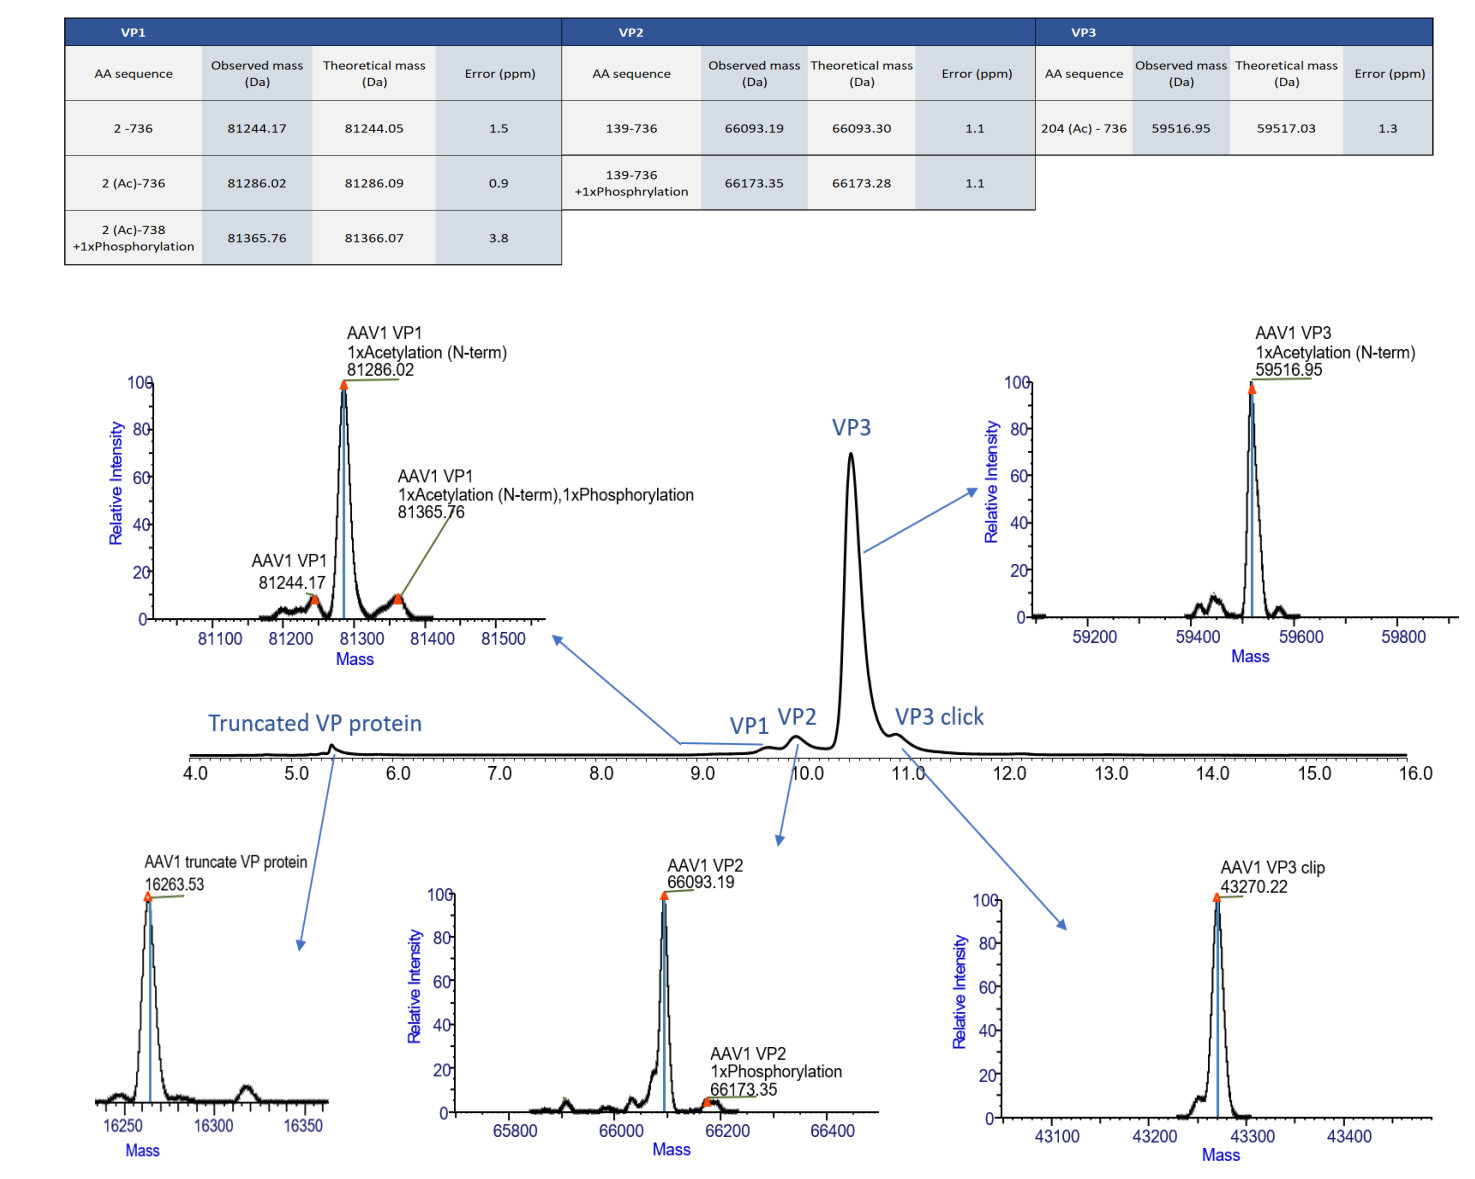 VP1 VP2 VP3
AA sequence Observed mass (Da) Theoretical mass (Da) Error (ppm) AA sequence Observed mass (Da) Theoretical mass (Da) Error (ppm) AA sequence Observed mass (Da) Theoretical mass (Da) Error (ppm)
2 -736 81244.17 81244.05 1.5 139-736 66093.19 66093.30 1.1 204 (Ac) - 736 59516.95 59517.03 1.3
2 (Ac)-736 81286.02 81286.09 0.9 139-736 +1xPhosphrylation 66173.35 66173.28 1.1
2 (Ac)-738 +1xPhosphorylation 81365.76 81366.07 3.8
AAV1 VP1
1xAcetylation (N-term)
81286.02
AAV1 VP1
1xAcetylation (N-term),1xPhosphorylation
81365.76
AAV1 VP1
81244.17
Relative Intensity
100
80
60
40
20
0
81100 81200 81300 81400 81500
Mass
AAV1 VP3
1xAcetylation (N-term)
59516.95
Relative Intensity
100
80
60
40
20
0
59200 59400 59600 59800
Mass
VP3
Truncated VP protein
VP1
VP2
VP3 click
4.0 5.0 6.0 7.0 8.0 9.0 10.0 11.0 12.0 13.0 14.0 15.0 16.0
AAV1 truncate VP protein
16263.53
16250 16300 16350
Mass
AAV1 VP2
66093.19
AAV1 VP2
1xPhosphorylation
66173.35
Relative Intensity
100
80
60
40
20
0
65800 66000 66200 66400
Mass
AAV1 VP3 clip
43270.22
Relative Intensity
100
80
60
40
20
0
43100 43200 43300 43400
Mass